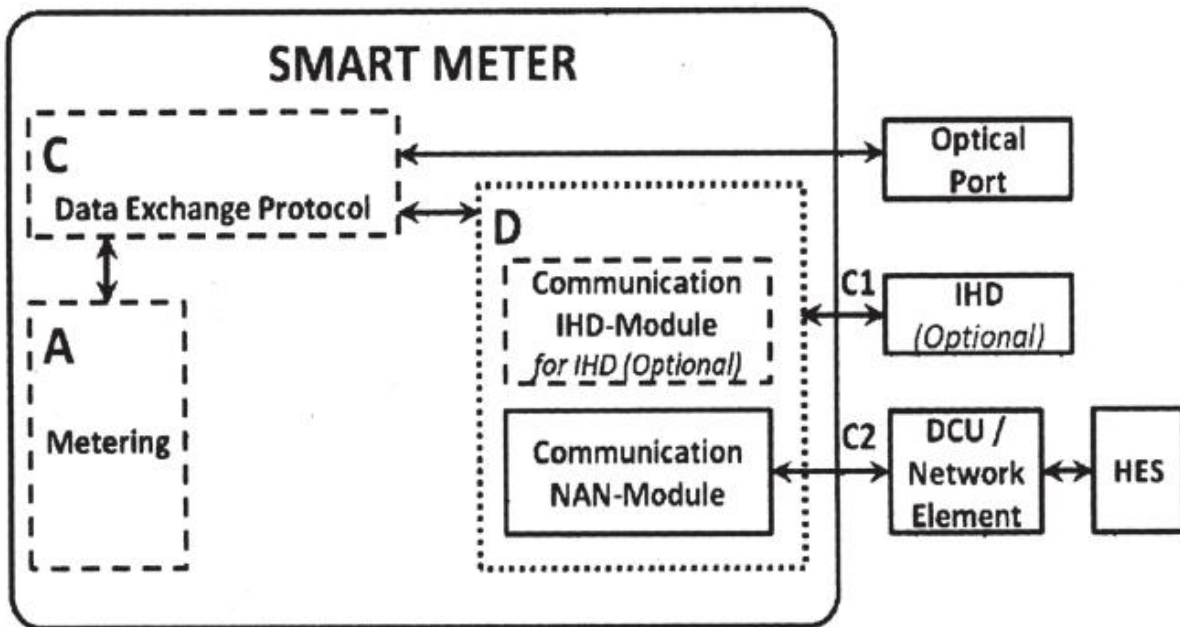 SMART METER
C
Data Exchange Protocol
Optical
Port
D
Communication
IHD-Module
for IHD (Optional)
C1
IHD
(Optional)
A
Metering
Communication
NAN-Module
C2
DCU /
Network
Element
HES